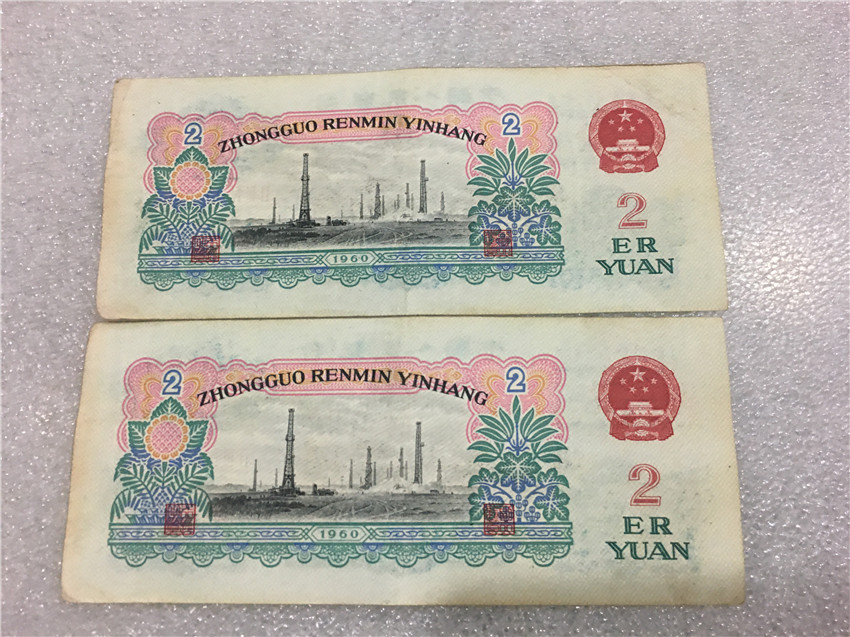 2 ZHONGGUO RENMIN YINHANG 2
1960
2
ER
YUAN
2 ZHONGGUO RENMIN YINHANG 2
1960
2
ER
YUAN